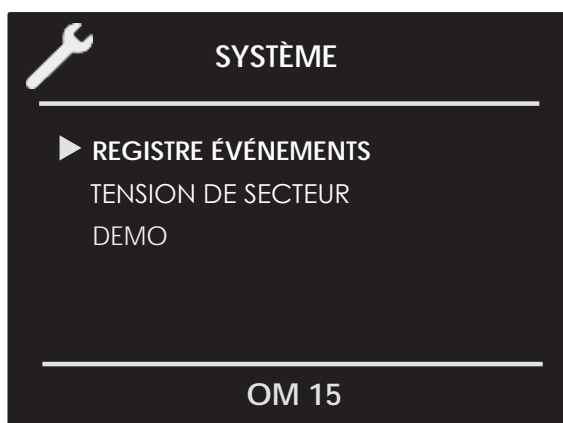 SYSTÈME
REGISTRE ÉVÉNEMENTS
TENSION DE SECTEUR
DEMO
OM 15